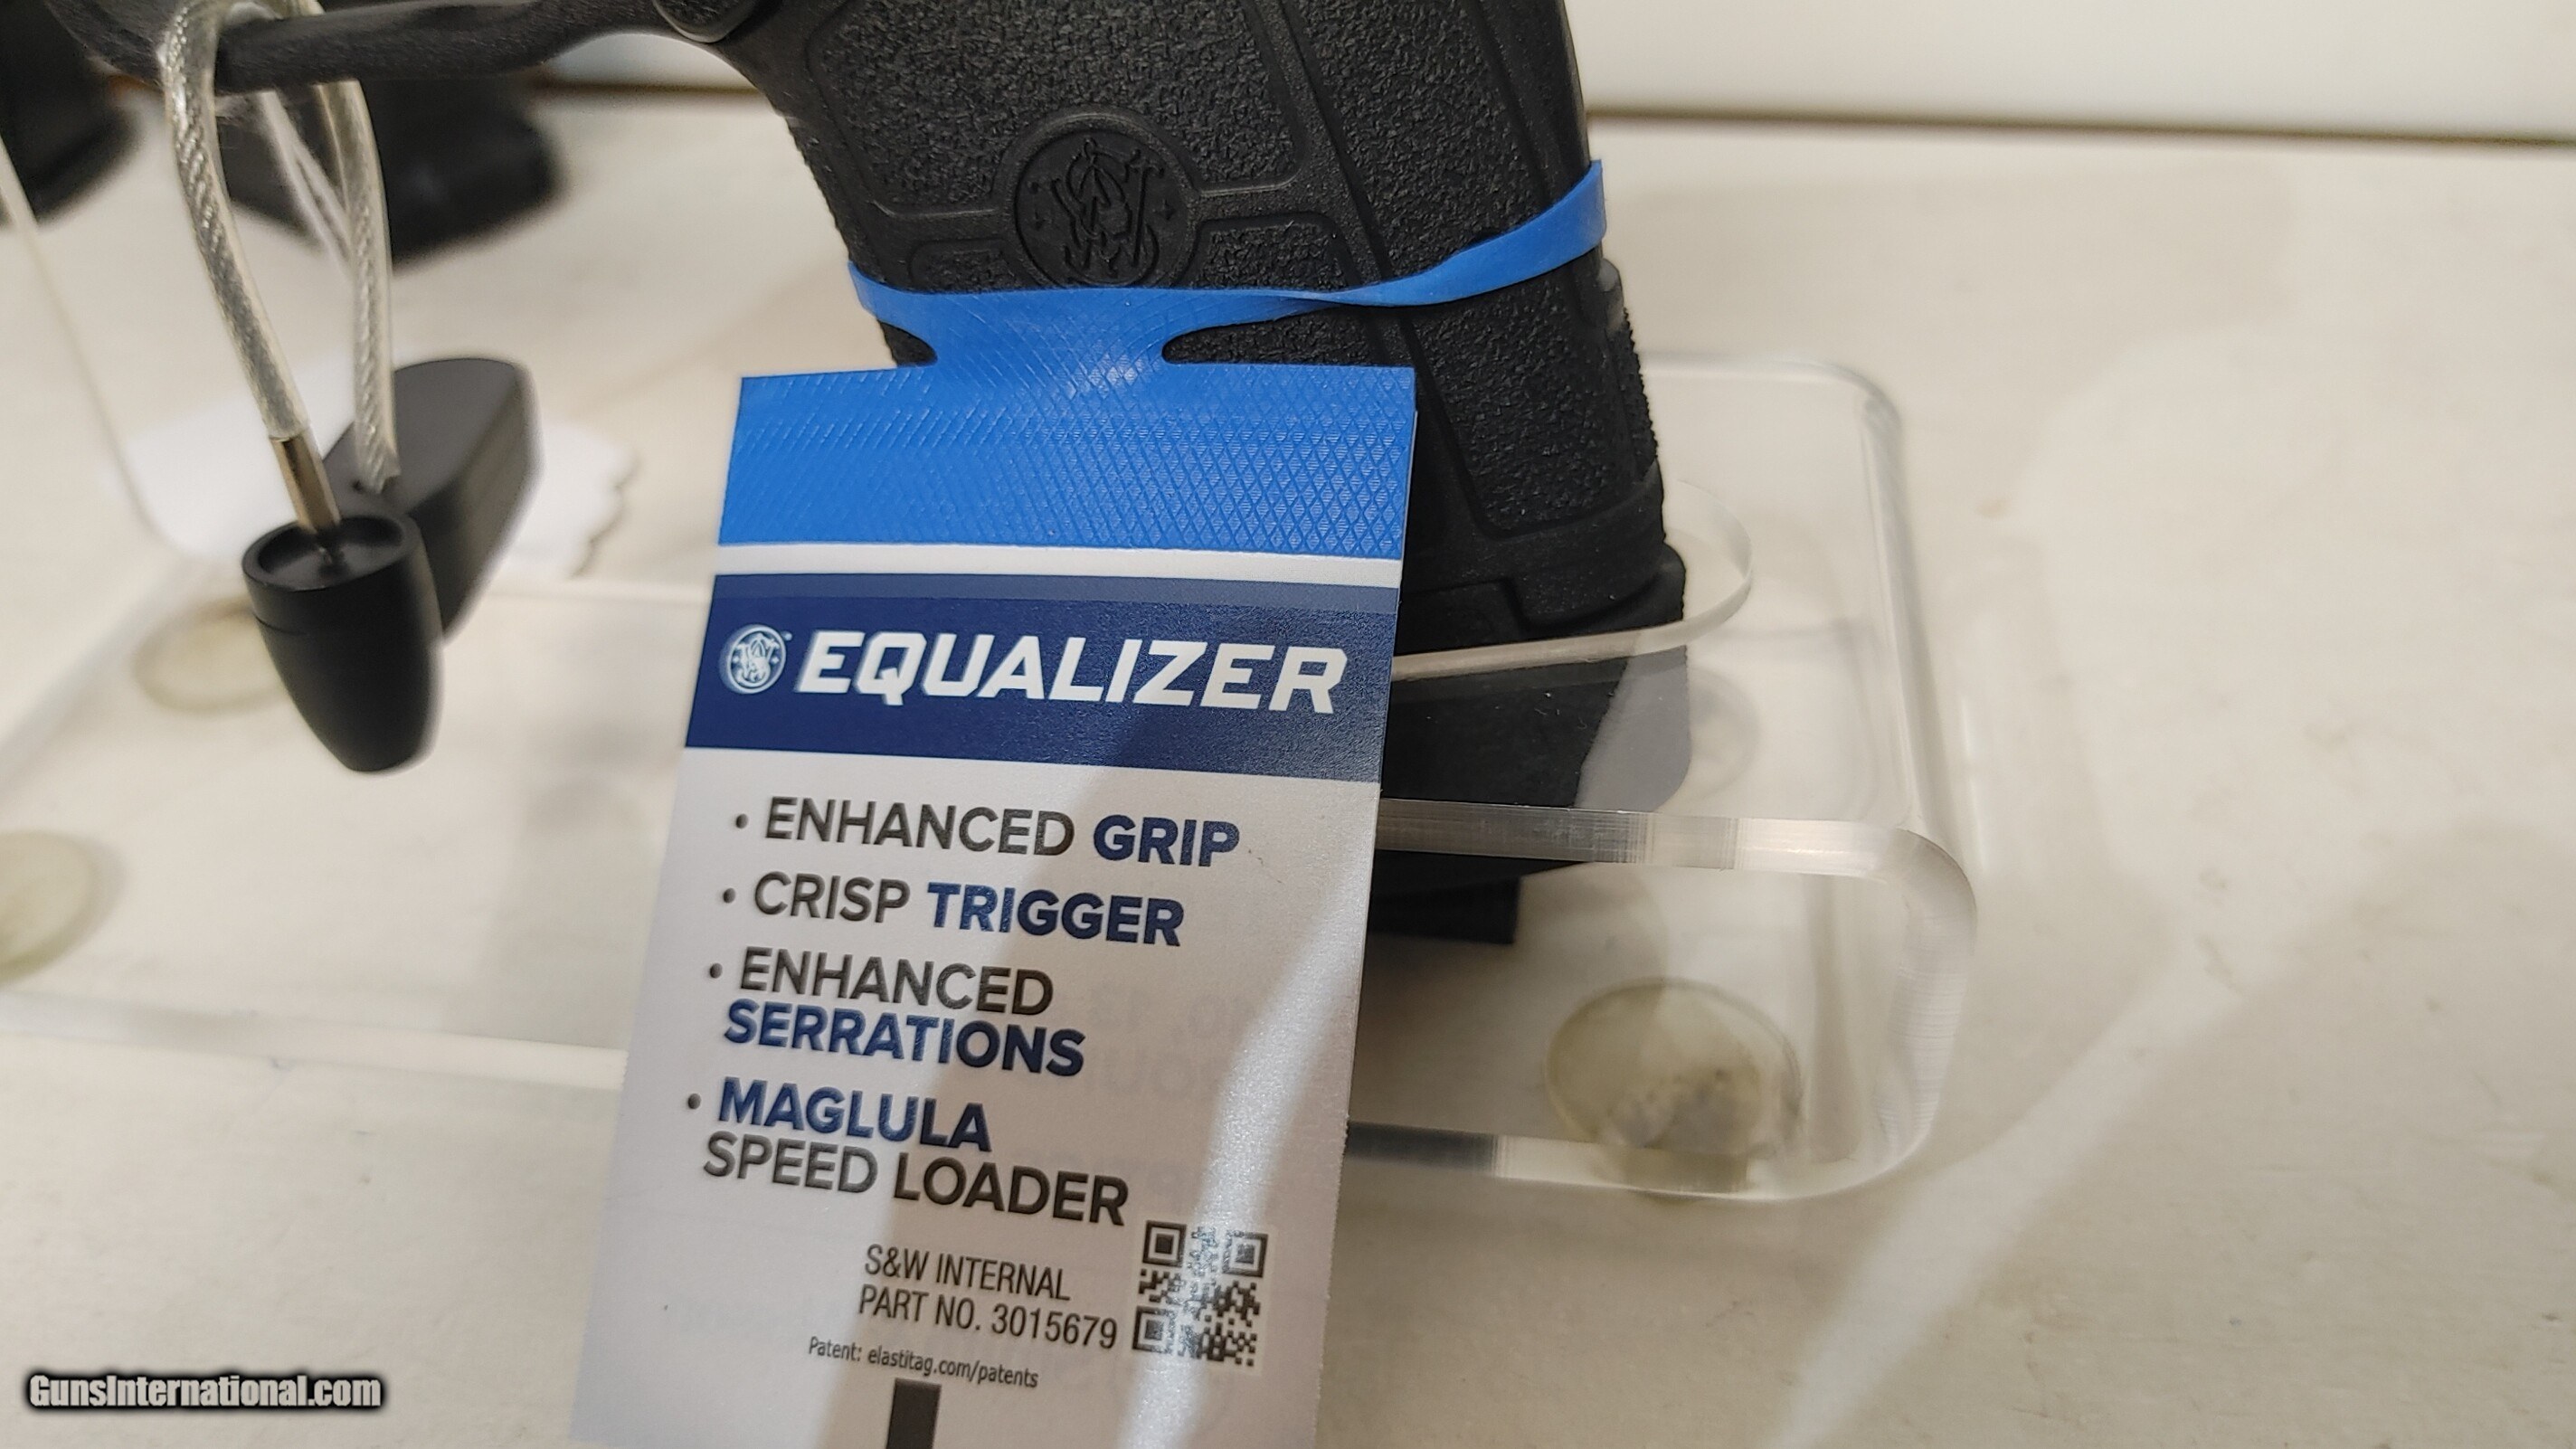 EQUALIZER
• ENHANCED GRIP
• CRISP TRIGGER
• ENHANCED
SERRATIONS
• MAGLULA
SPEED LOADER
S&W INTERNAL
PART NO. 3015679
Patent: elastitag.com/patents
GunsInternational.com